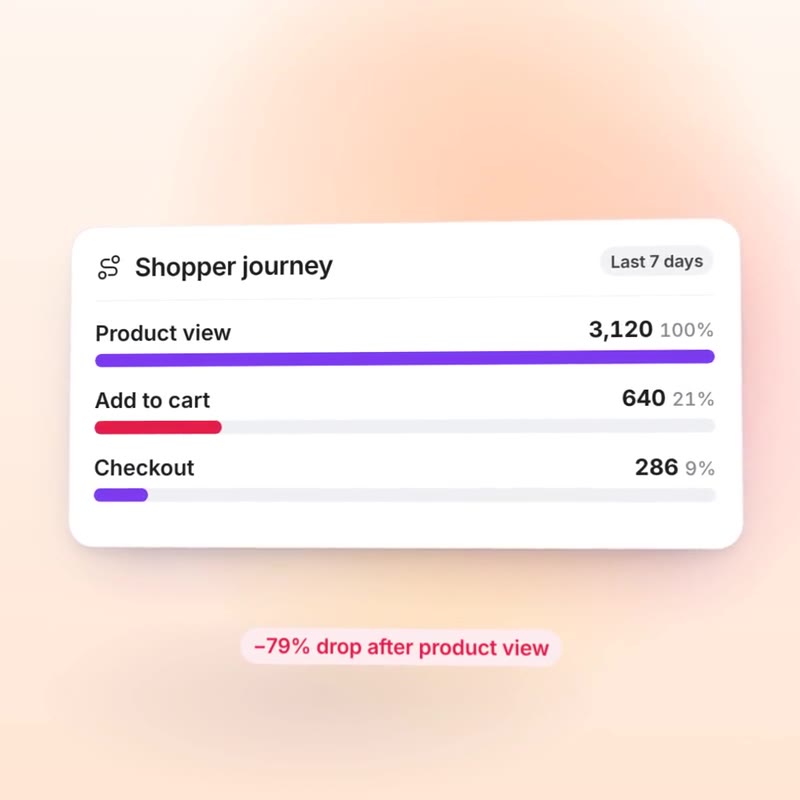 Shopper journey
Last 7 days
Product view
3,120 100%
Add to cart
640 21%
Checkout
286 9%
−79% drop after product view